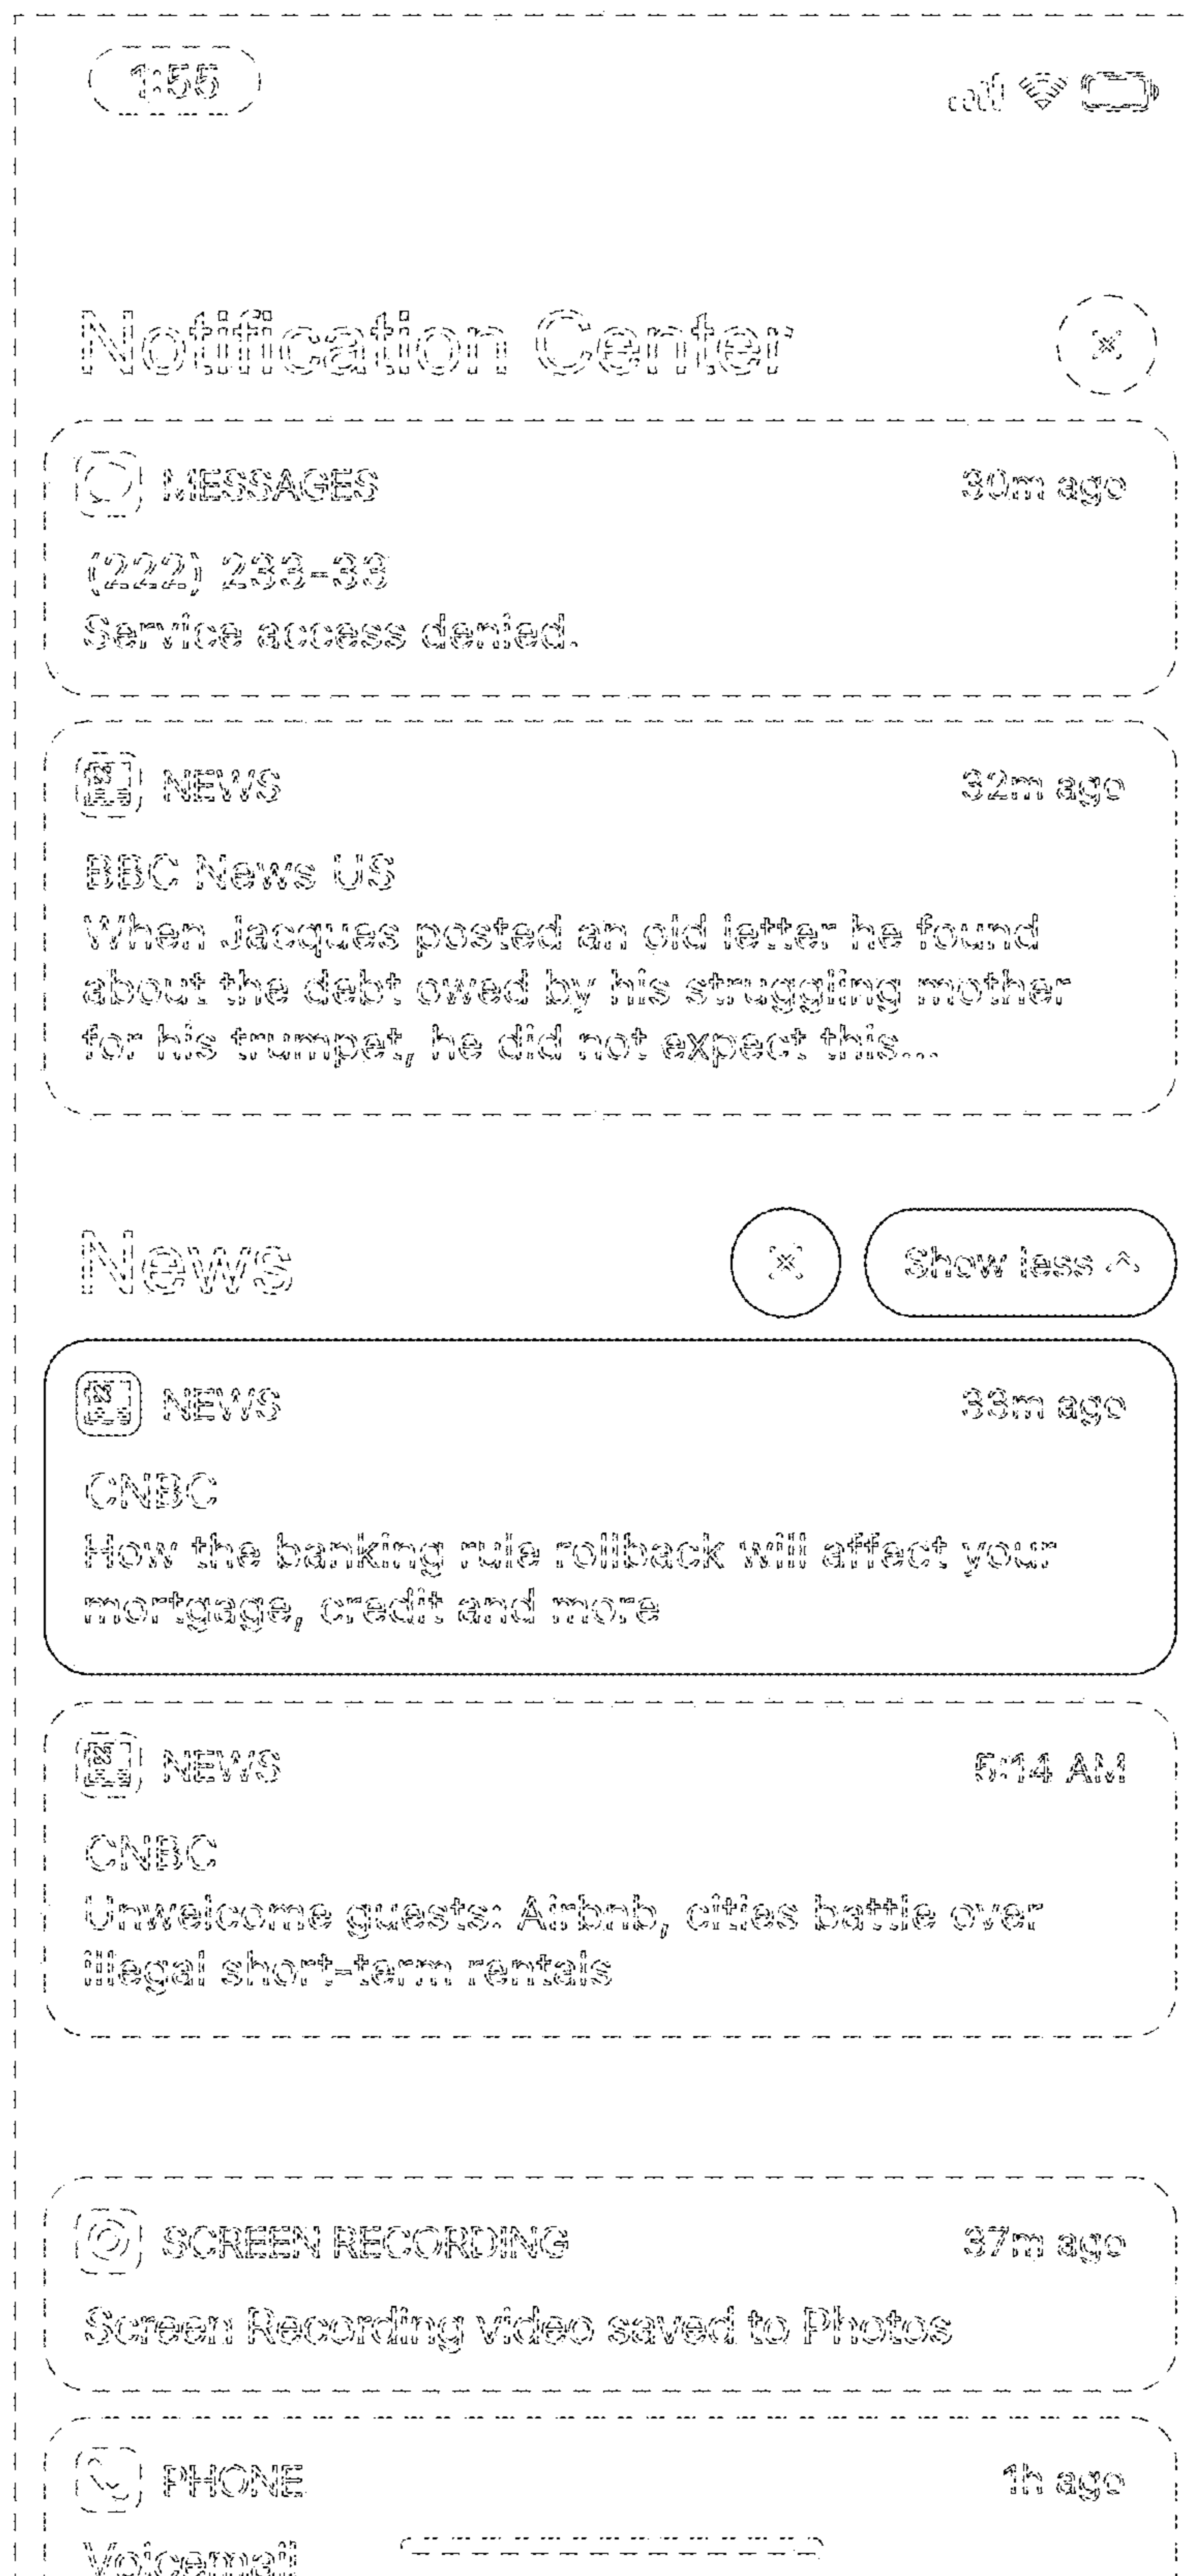 1:55
Notification Center
MESSAGES 30m ago
(222) 233-33
Service access denied.
NEWS 32m ago
BBC News US
When Jacques posted an old letter he found
about the debt owed by his struggling mother
for his trumpet, he did not expect this...
News
Show less
NEWS 33m ago
CNBC
How the banking rule rollback will affect your
mortgage, credit and more
NEWS 5:14 AM
CNBC
Unwelcome guests: Airbnb, cities battle over
illegal short-term rentals
SCREEN RECORDING 37m ago
Screen Recording video saved to Photos
PHONE 1h ago
Voicemail